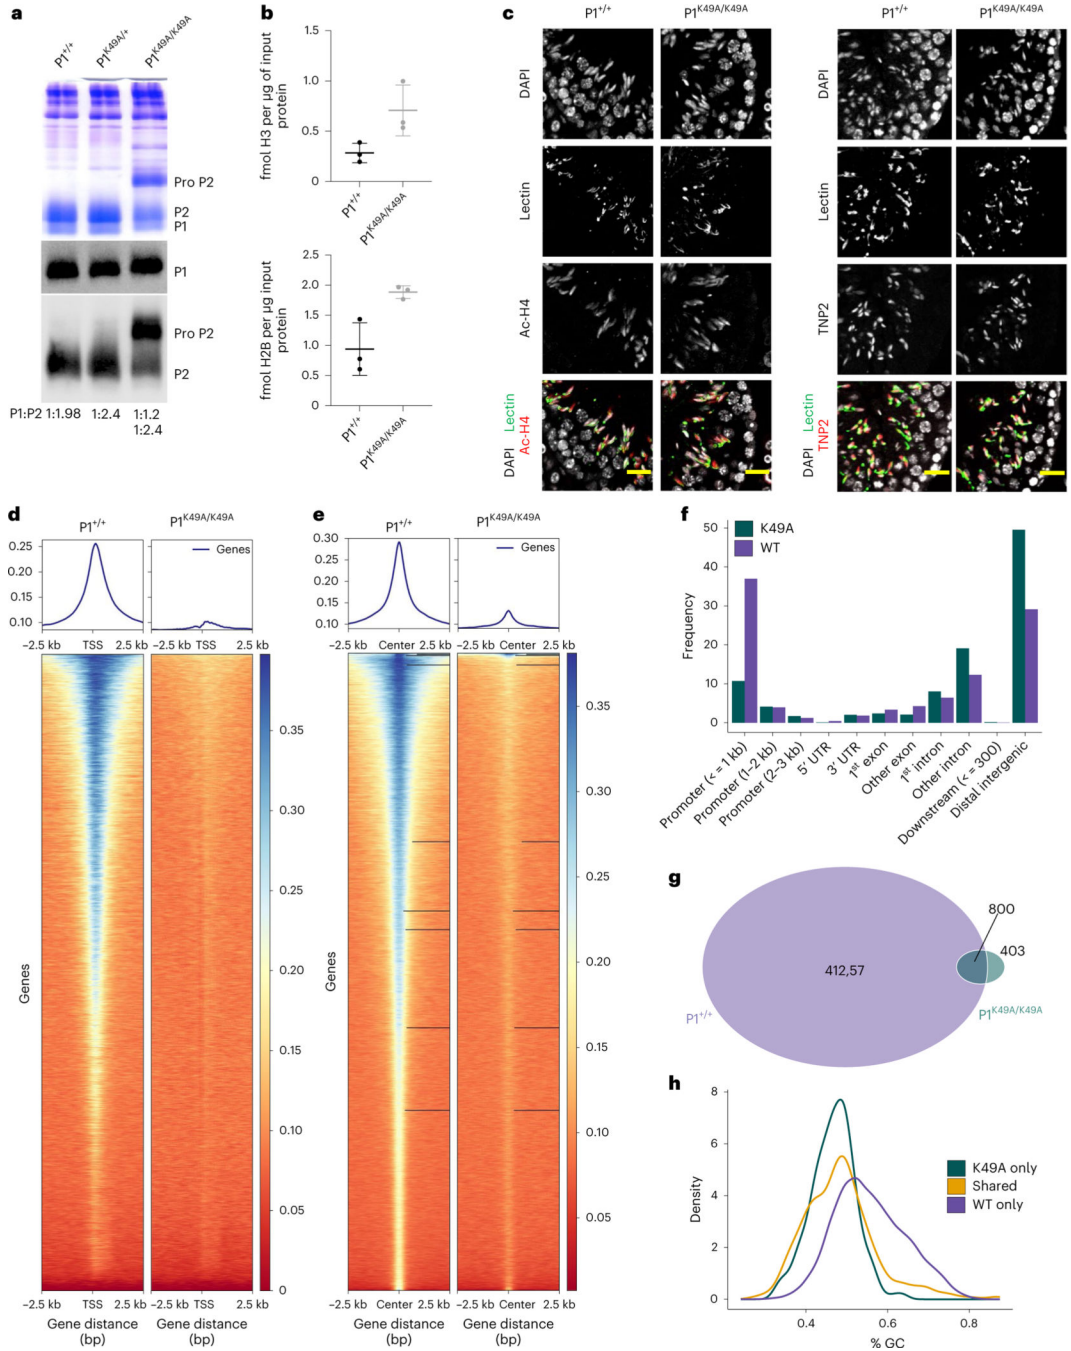 a
P1+/+
P1K49A/+
P1K49A/K49A
Pro P2
P2
P1
P1
Pro P2
P2
P1:P2 1:1.98 1:2.4 1:1.2
1:2.4
b
fmol H3 per µg of input
protein
1.5
1.0
0.5
0
P1+/+
P1K49A/K49A
fmol H2B per µg input
protein
2.5
2.0
1.5
1.0
0.5
0
P1+/+
P1K49A/K49A
c
P1+/+ P1K49A/K49A P1+/+ P1K49A/K49A
DAPI
Lectin
Ac-H4
DAPI Lectin
Ac-H4
DAPI
Lectin
TNP2
DAPI Lectin
TNP2
d
P1+/+ P1K49A/K49A
Genes
0.25
0.20
0.15
0.10
–2.5 kb TSS 2.5 kb –2.5 kb TSS 2.5 kb
Genes
0.35
0.30
0.25
0.20
0.15
0.10
0.05
0
–2.5 kb TSS 2.5 kb –2.5 kb TSS 2.5 kb
Gene distance
(bp)
Gene distance
(bp)
e
P1+/+ P1K49A/K49A
Genes
0.30
0.25
0.20
0.15
0.10
–2.5 kb Center 2.5 kb –2.5 kb Center 2.5 kb
Genes
0.35
0.30
0.25
0.20
0.15
0.10
0.05
–2.5 kb Center 2.5 kb –2.5 kb Center 2.5 kb
Gene distance
(bp)
Gene distance
(bp)
f
K49A
WT
Frequency
50
40
30
20
10
0
Promoter (< = 1 kb)
Promoter (1–2 kb)
Promoter (2–3 kb)
5′ UTR
3′ UTR
1st exon
Other exon
1st intron
Other intron
Downstream (< = 300)
Distal intergenic
g
800
403
412,57
P1+/+
P1K49A/K49A
h
Density
8
6
4
2
0
K49A only
Shared
WT only
0.4 0.6 0.8
% GC